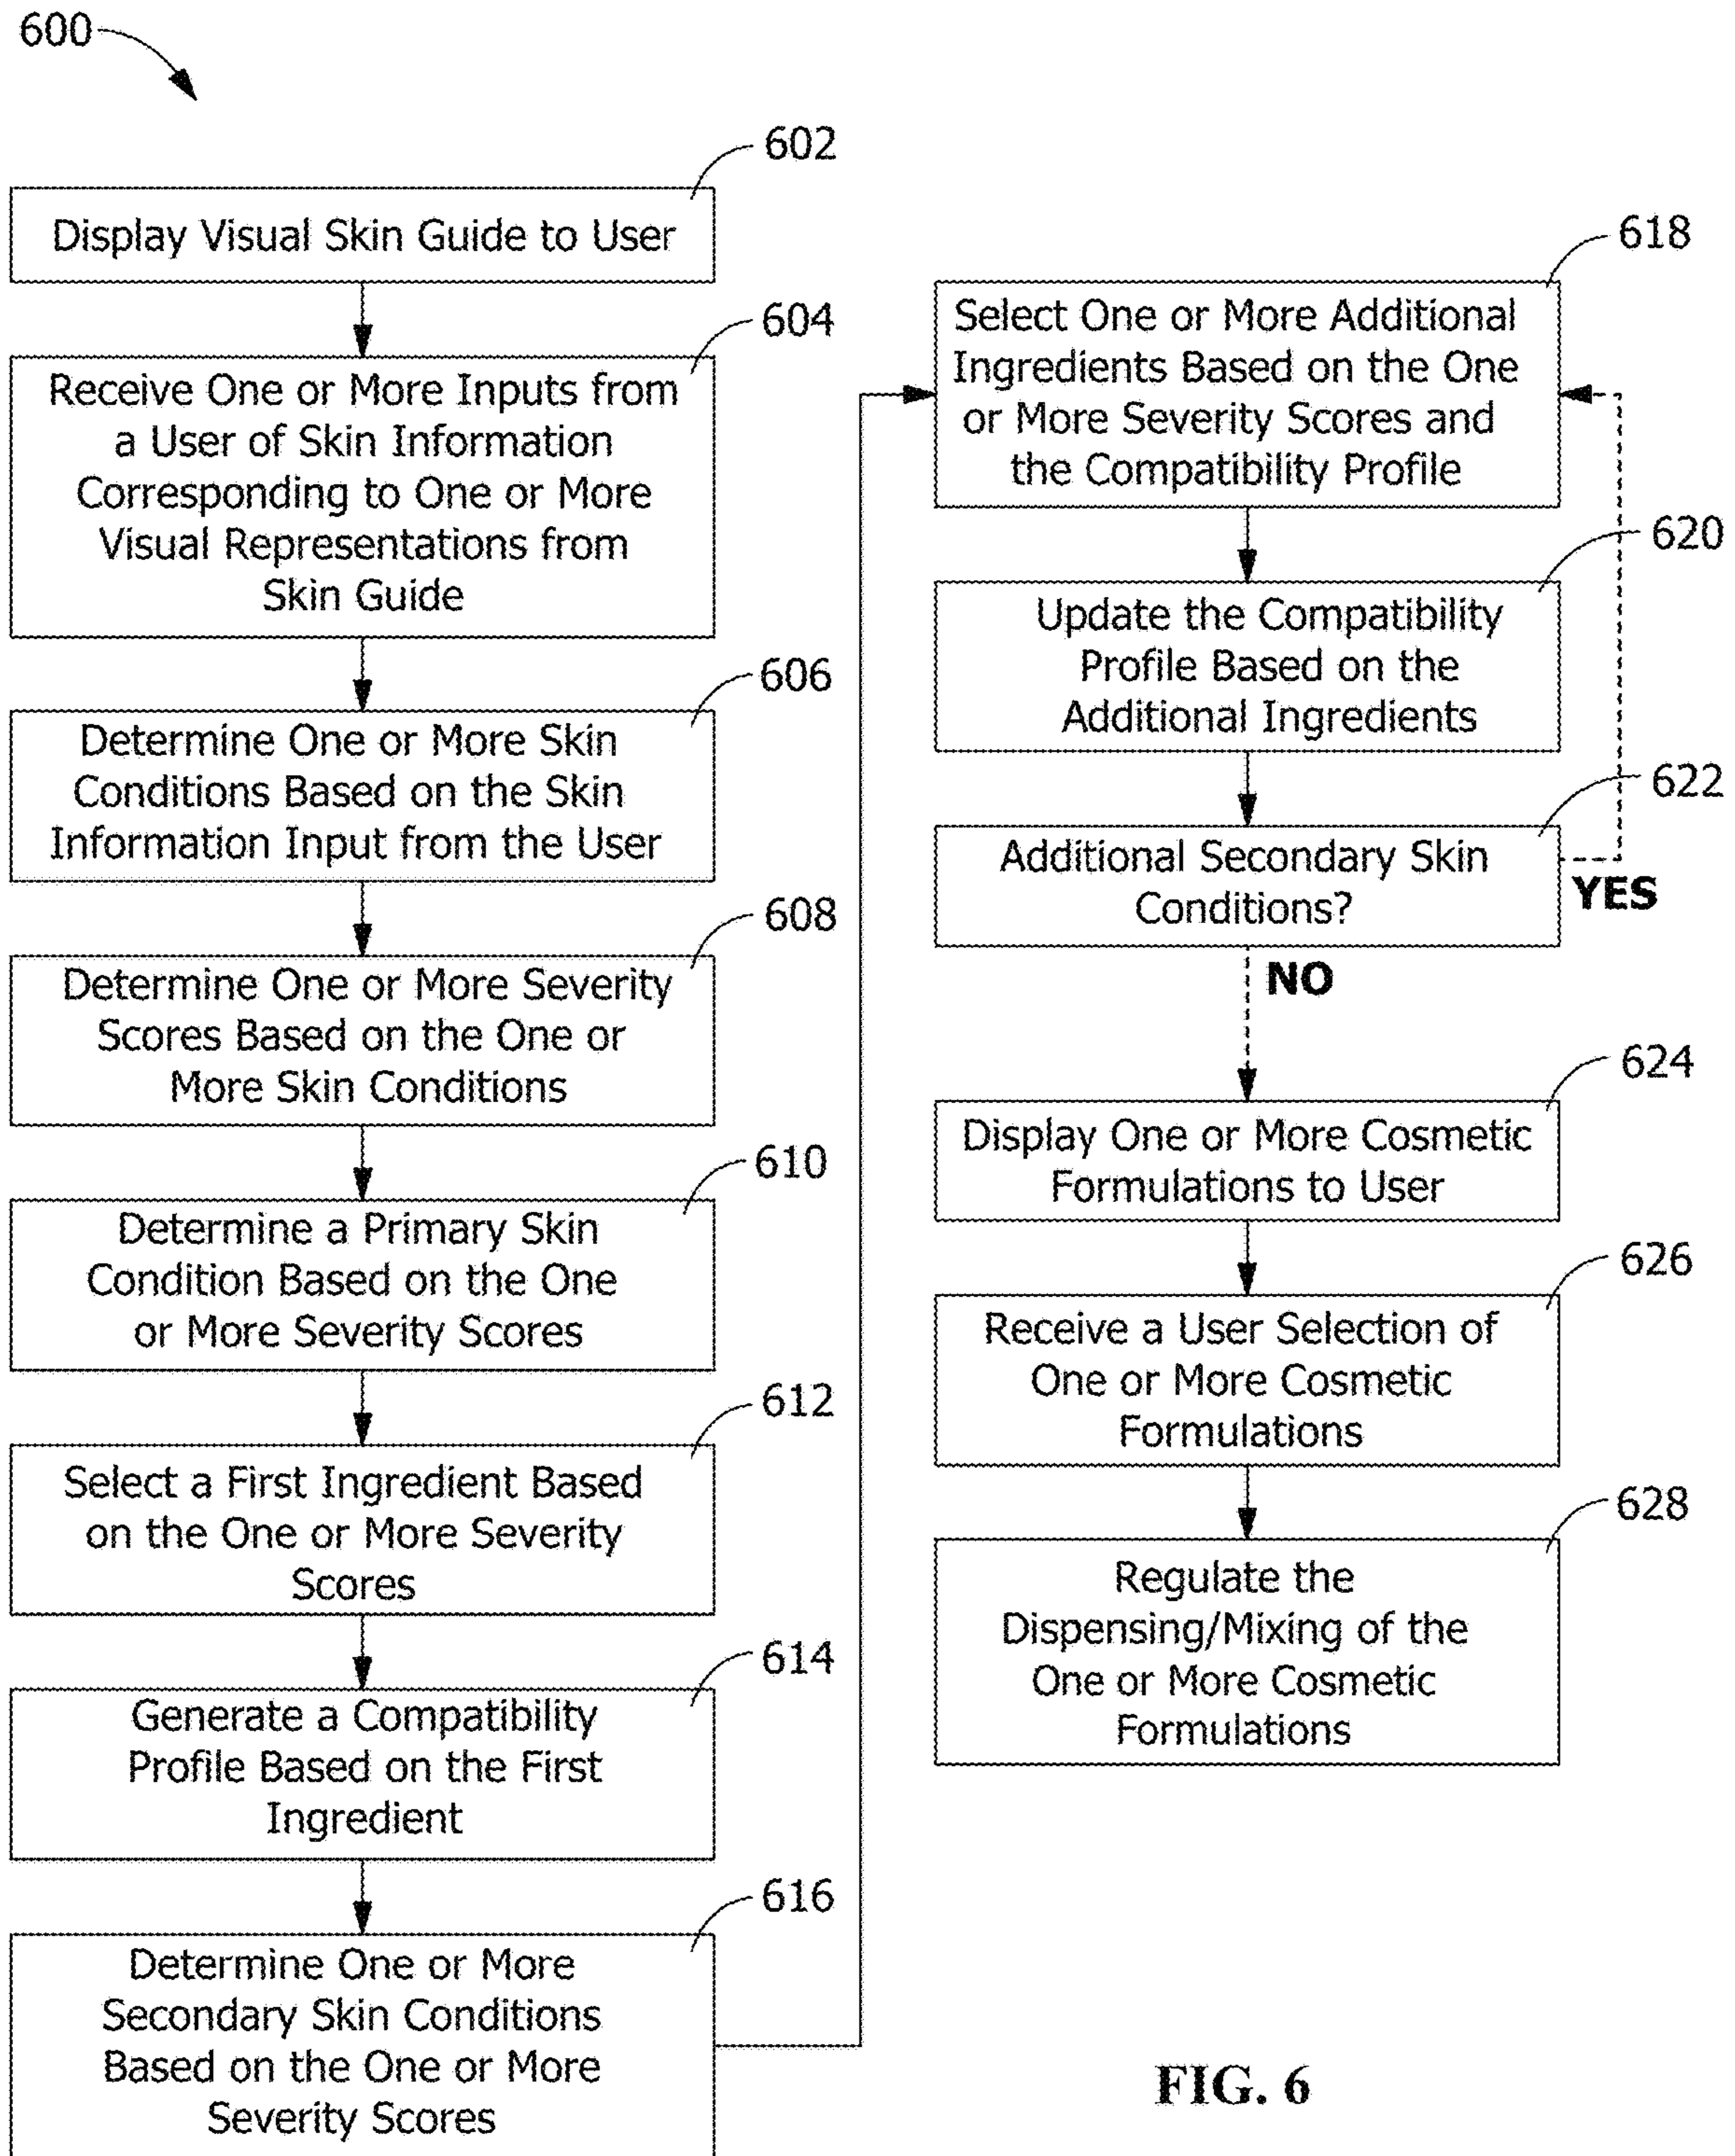 600
602
Display Visual Skin Guide to User
604
Receive One or More Inputs from
a User of Skin Information
Corresponding to One or More
Visual Representations from
Skin Guide
606
Determine One or More Skin
Conditions Based on the Skin
Information Input from the User
608
Determine One or More Severity
Scores Based on the One or
More Skin Conditions
610
Determine a Primary Skin
Condition Based on the One
or More Severity Scores
612
Select a First Ingredient Based
on the One or More Severity
Scores
614
Generate a Compatibility
Profile Based on the First
Ingredient
616
Determine One or More
Secondary Skin Conditions
Based on the One or More
Severity Scores
618
Select One or More Additional
Ingredients Based on the One
or More Severity Scores and
the Compatibility Profile
620
Update the Compatibility
Profile Based on the
Additional Ingredients
622
Additional Secondary Skin
Conditions?
YES
NO
624
Display One or More Cosmetic
Formulations to User
626
Receive a User Selection of
One or More Cosmetic
Formulations
628
Regulate the
Dispensing/Mixing of the
One or More Cosmetic
Formulations
FIG. 6